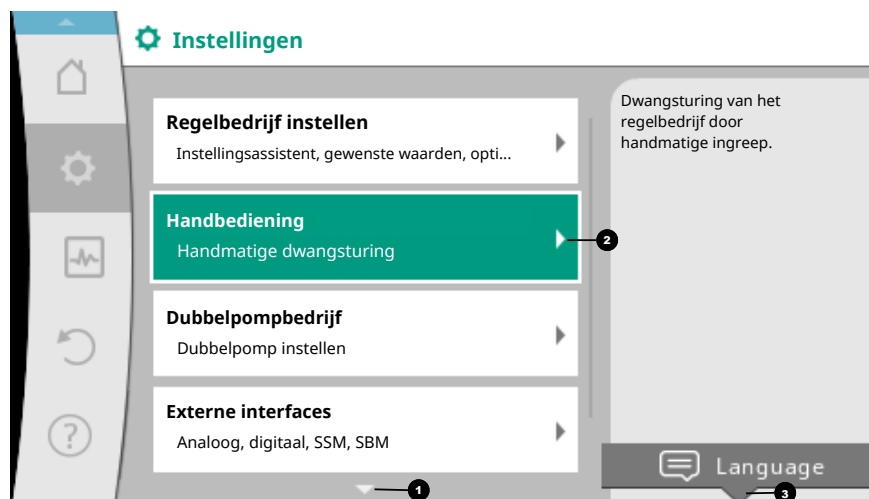 Instellingen
Regelbedrijf instellen
Instellingsassistent, gewenste waarden, opti...
Handbediening
Handmatige dwangsturing
2
Dubbelpompbedrijf
Dubbelpomp instellen
Externe interfaces
Analoog, digitaal, SSM, SBM
1
Dwangsturing van het
regelbedrijf door
handmatige ingreep.
Language
3
?